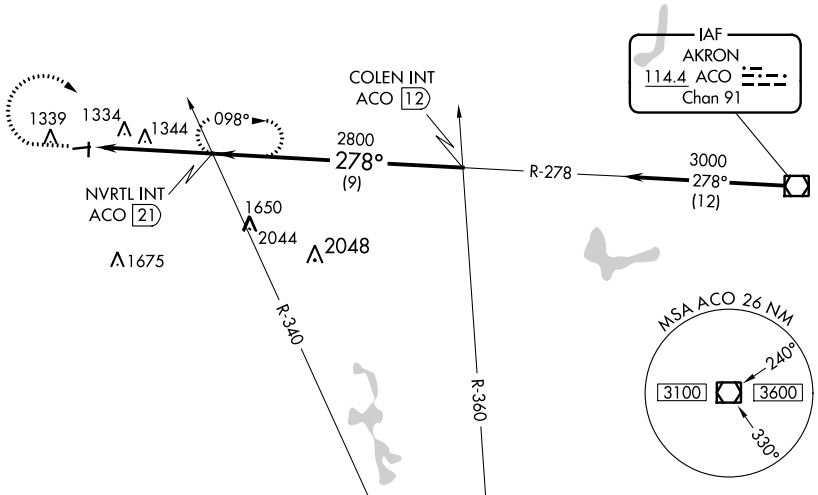 IAF
AKRON
114.4 ACO
Chan 91
COLEN INT
ACO 12
1339
1334
1344
098°
2800
278°
(9)
R-278
3000
278°
(12)
NVRTL INT
ACO 21
1650
2044
2048
1675
R-340
R-360
MSA ACO 26 NM
240°
3100
3600
330°